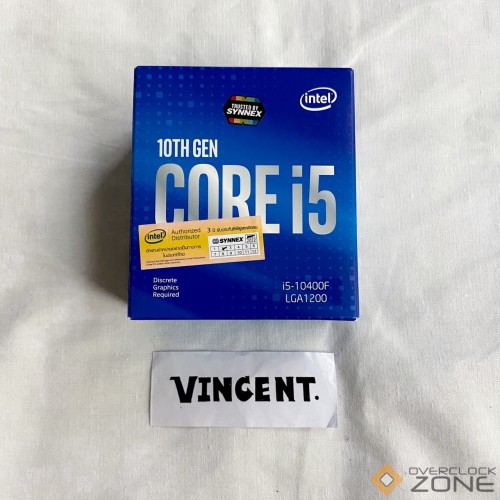 TRUSTED BY
SYNNEX
intel
10TH GEN
CORE i5
intel
Authorized
Distributor
SYNNEX
Discrete
Graphics
Required
i5-10400F
LGA1200
VINCENT.
OVERCLOCK
ZONE